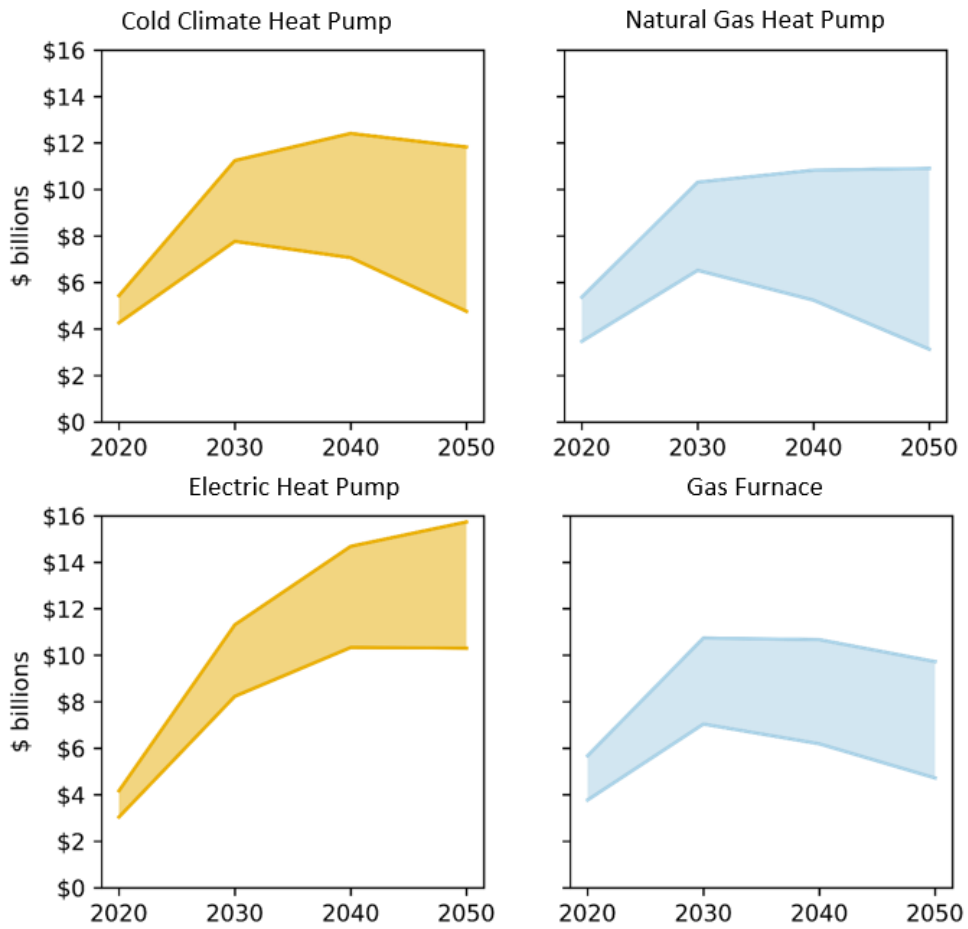 Cold Climate Heat Pump
Natural Gas Heat Pump
$16
$14
$12
$10
$8
$6
$4
$2
$0
$ billions
2020 2030 2040 2050
2020 2030 2040 2050
Electric Heat Pump
Gas Furnace
$16
$14
$12
$10
$8
$6
$4
$2
$0
$ billions
2020 2030 2040 2050
2020 2030 2040 2050